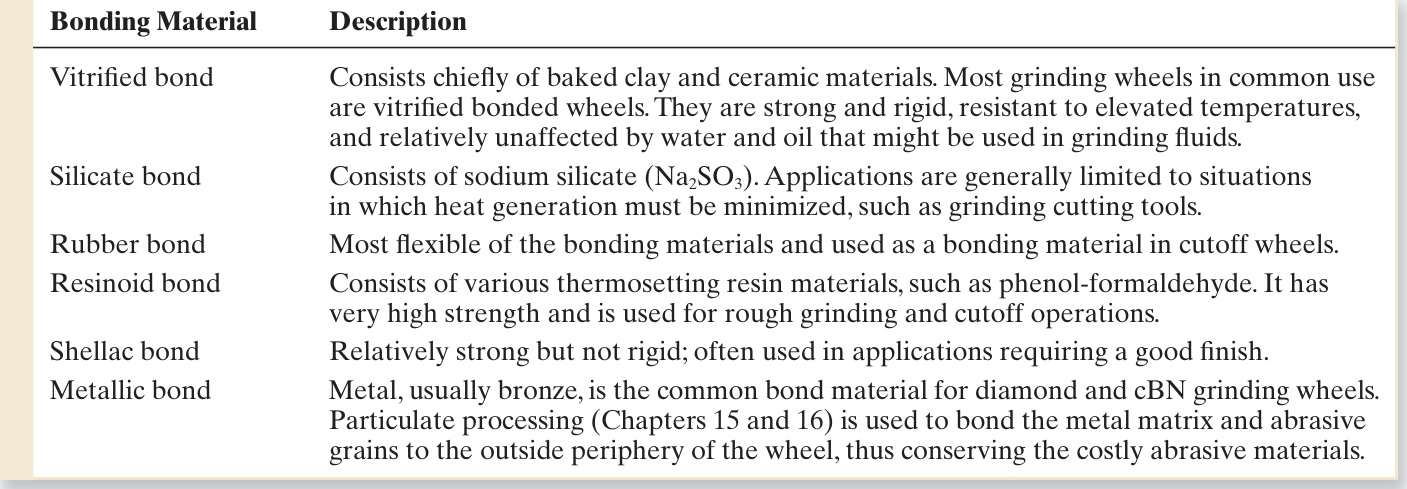 Bonding Material Description
Vitrified bond Consists chiefly of baked clay and ceramic materials. Most grinding wheels in common use
are vitrified bonded wheels. They are strong and rigid, resistant to elevated temperatures,
and relatively unaffected by water and oil that might be used in grinding fluids.
Silicate bond Consists of sodium silicate (Na₂SO₃). Applications are generally limited to situations
in which heat generation must be minimized, such as grinding cutting tools.
Rubber bond Most flexible of the bonding materials and used as a bonding material in cutoff wheels.
Resinoid bond Consists of various thermosetting resin materials, such as phenol-formaldehyde. It has
very high strength and is used for rough grinding and cutoff operations.
Shellac bond Relatively strong but not rigid; often used in applications requiring a good finish.
Metallic bond Metal, usually bronze, is the common bond material for diamond and cBN grinding wheels.
Particulate processing (Chapters 15 and 16) is used to bond the metal matrix and abrasive
grains to the outside periphery of the wheel, thus conserving the costly abrasive materials.